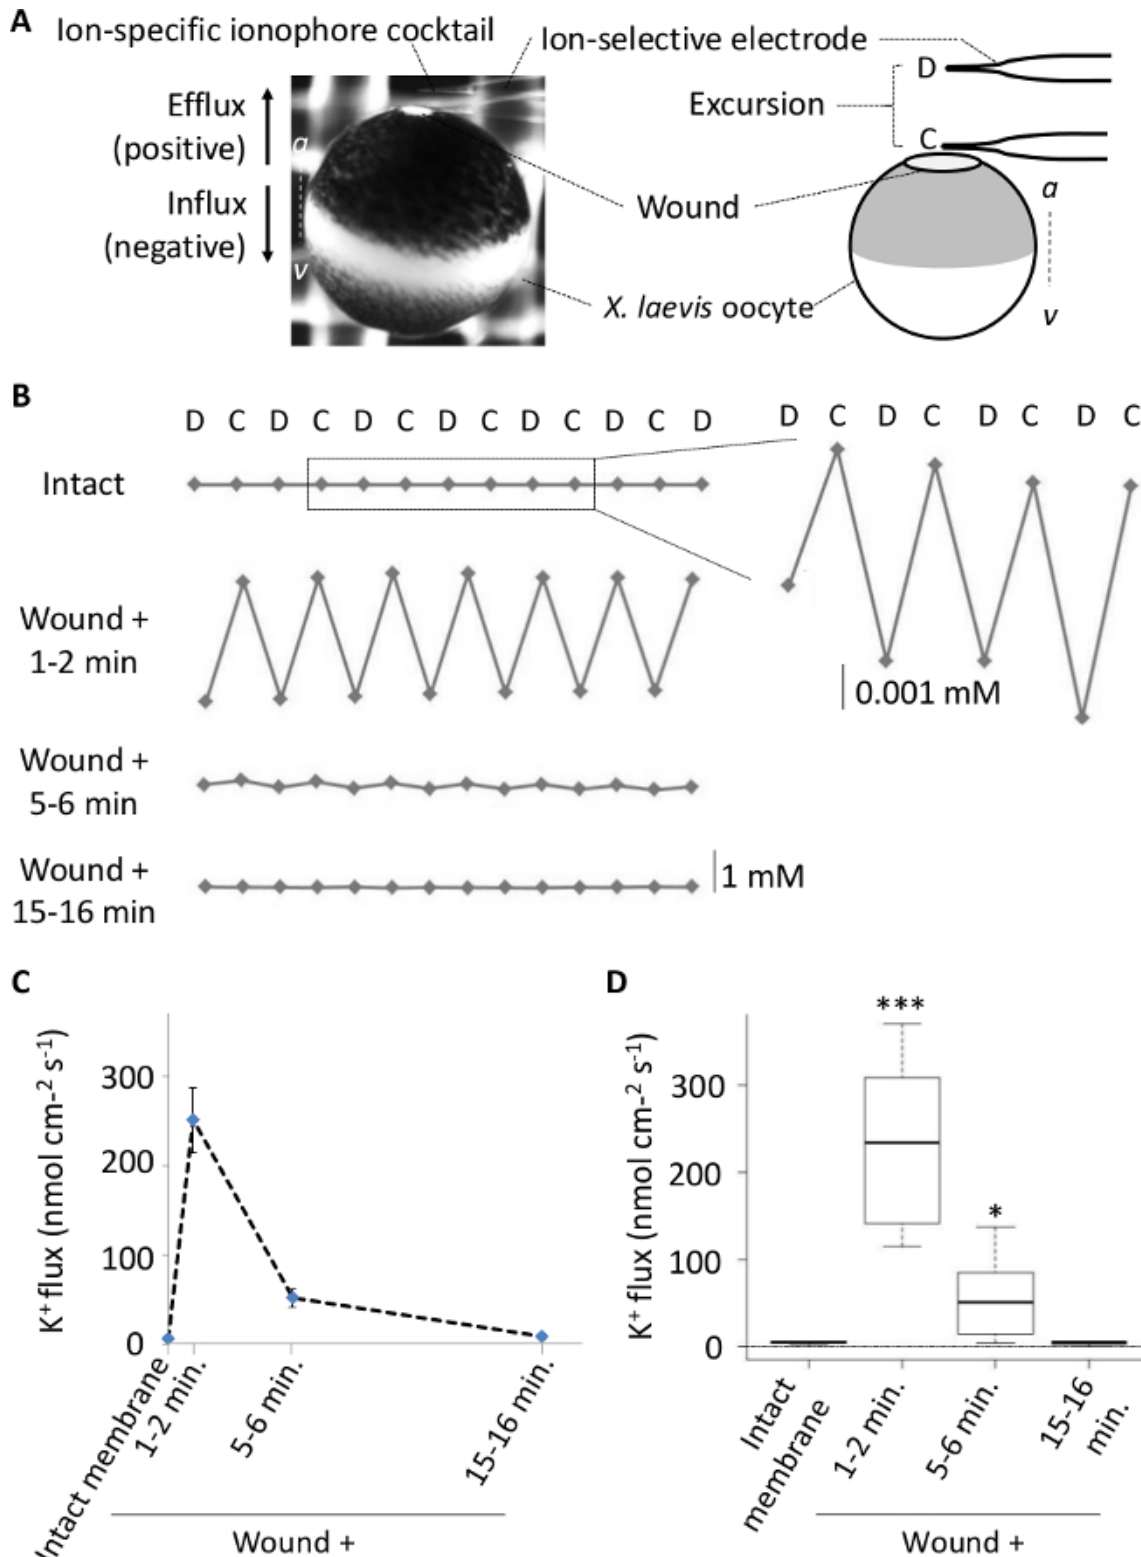 A
Ion-specific ionophore cocktail
Ion-selective electrode
Efflux
(positive)
Influx
(negative)
a
v
D
Excursion
C
Wound
a
X. laevis oocyte
v
B
D C D C D C D C D C D C D
D C D C D C D C
Intact
Wound +
1-2 min
0.001 mM
Wound +
5-6 min
Wound +
15-16 min
1 mM
C
K+ flux (nmol cm-2 s-1)
300
200
100
0
Intact membrane
1-2 min.
5-6 min.
15-16 min.
Wound +
D
K+ flux (nmol cm-2 s-1)
300
200
100
0
***
*
Intact
membrane
1-2 min.
5-6 min.
15-16
min.
Wound +